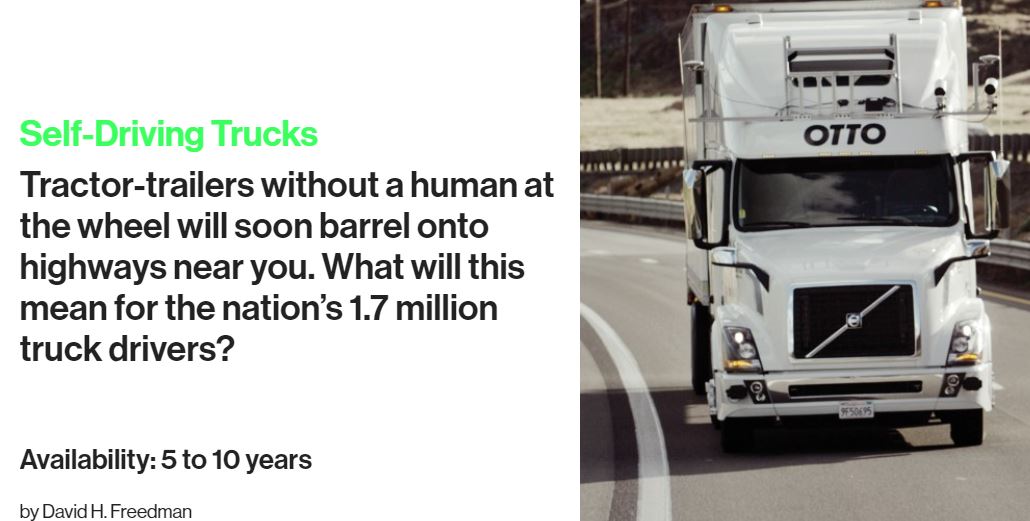 Self-Driving Trucks
Tractor-trailers without a human at
the wheel will soon barrel onto
highways near you. What will this
mean for the nation’s 1.7 million
truck drivers?
Availability: 5 to 10 years
by David H. Freedman
OTTO
9F50695